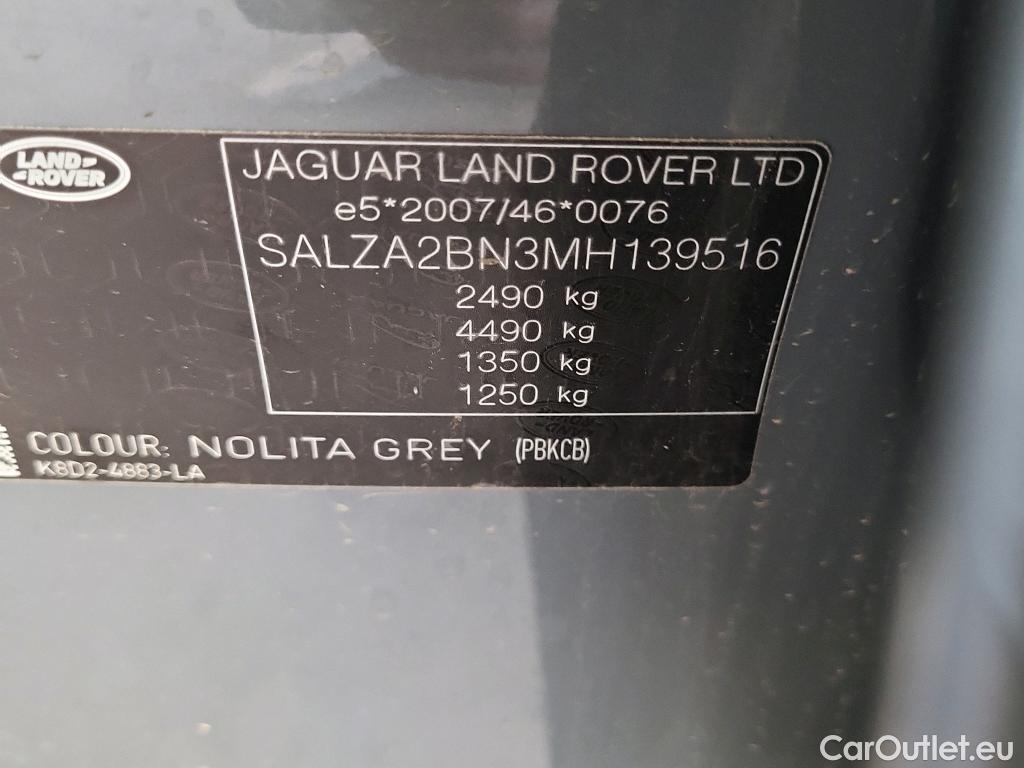 LAND-
-ROVER
JAGUAR LAND ROVER LTD
e5*2007/46*0076
SALZA2BN3MH139516
2490 kg
4490 kg
1350 kg
1250 kg
COLOUR: NOLITA GREY (PBKCB)
K8D2-4883-LA
CarOutlet.eu